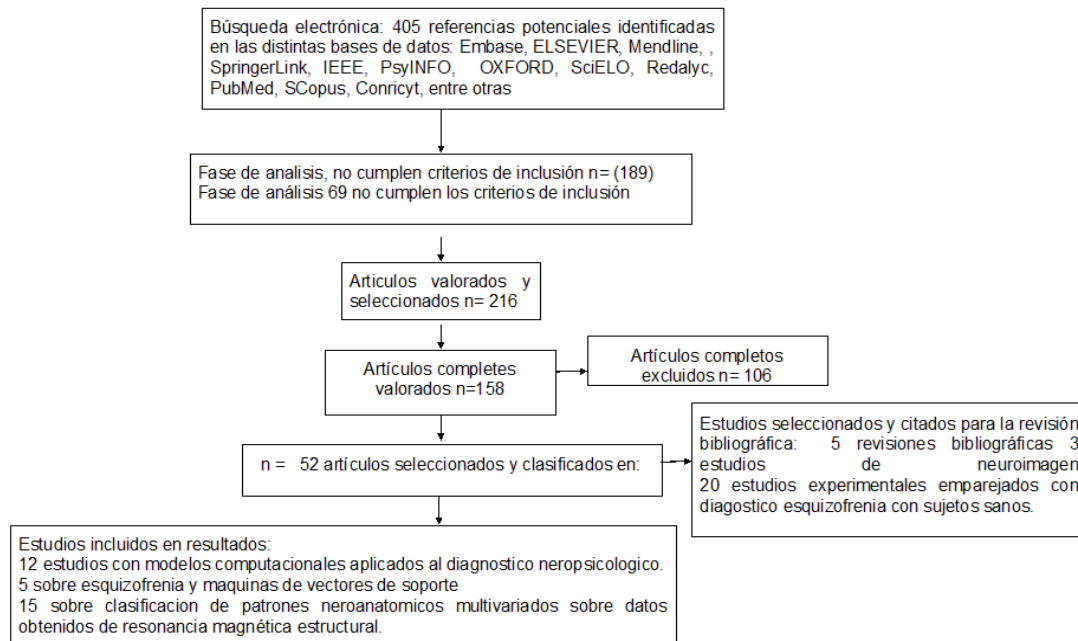 Búsqueda electrónica: 405 referencias potenciales identificadas
en las distintas bases de datos: Embase, ELSEVIER, Mendline, ,
SpringerLink, IEEE, PsyINFO, OXFORD, SciELO, Redalyc,
PubMed, SCopus, Conricyt, entre otras
Fase de analisis, no cumplen criterios de inclusión n= (189)
Fase de análisis 69 no cumplen los criterios de inclusión
Artículos valorados y
seleccionados n= 216
Artículos completes
valorados n=158
Artículos completos
excluidos n= 106
n = 52 artículos seleccionados y clasificados en:
Estudios seleccionados y citados para la revisión
bibliográfica: 5 revisiones bibliográficas 3
estudios de neuroimagen
20 estudios experimentales emparejados con
diagostico esquizofrenia con sujetos sanos.
Estudios incluidos en resultados:
12 estudios con modelos computacionales aplicados al diagnostico neropsicologico.
5 sobre esquizofrenia y maquinas de vectores de soporte
15 sobre clasificacion de patrones neroanatomicos multivariados sobre datos
obtenidos de resonancia magnética estructural.